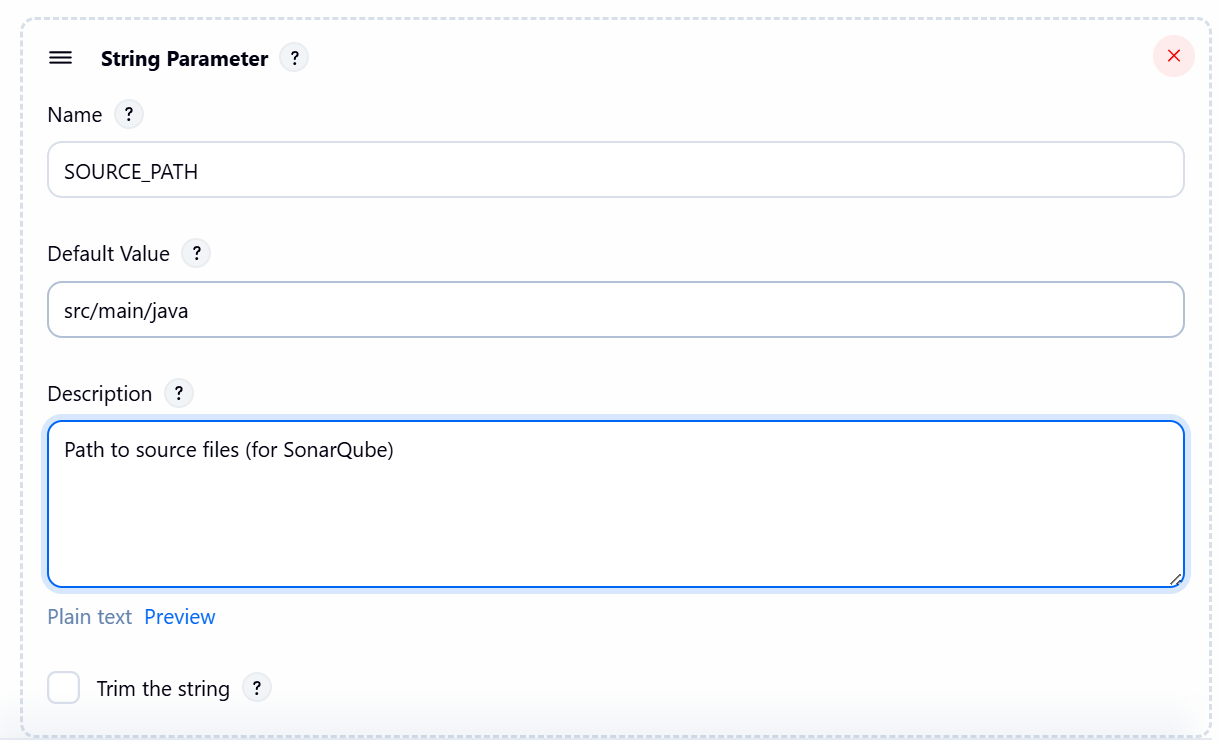 String Parameter ?
Name ?
SOURCE_PATH
Default Value ?
src/main/java
Description ?
Path to source files (for SonarQube)
Plain text Preview
Trim the string ?